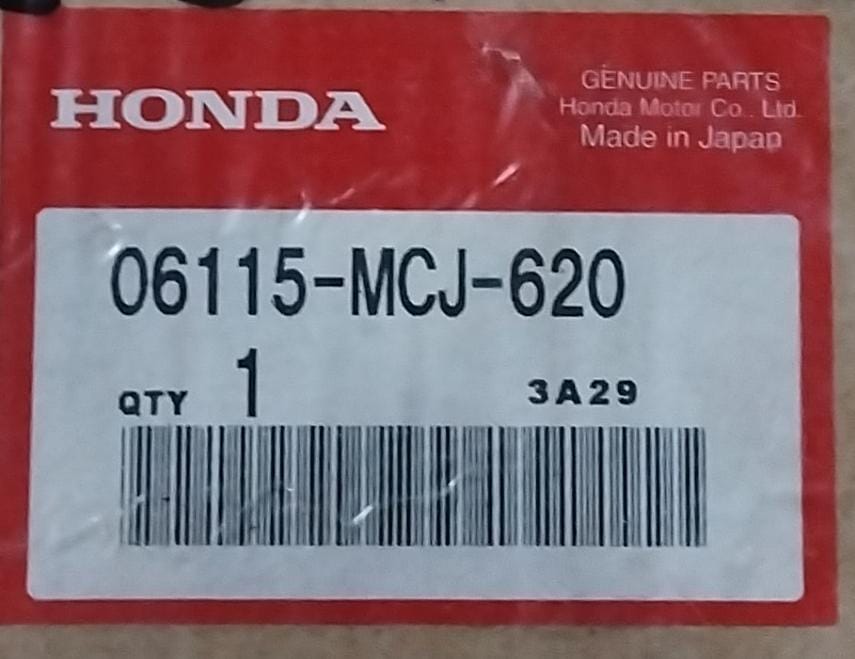 HONDA
GENUINE PARTS
Honda Motor Co., Ltd.
Made in Japan
06115-MCJ-620
QTY 1 3A29